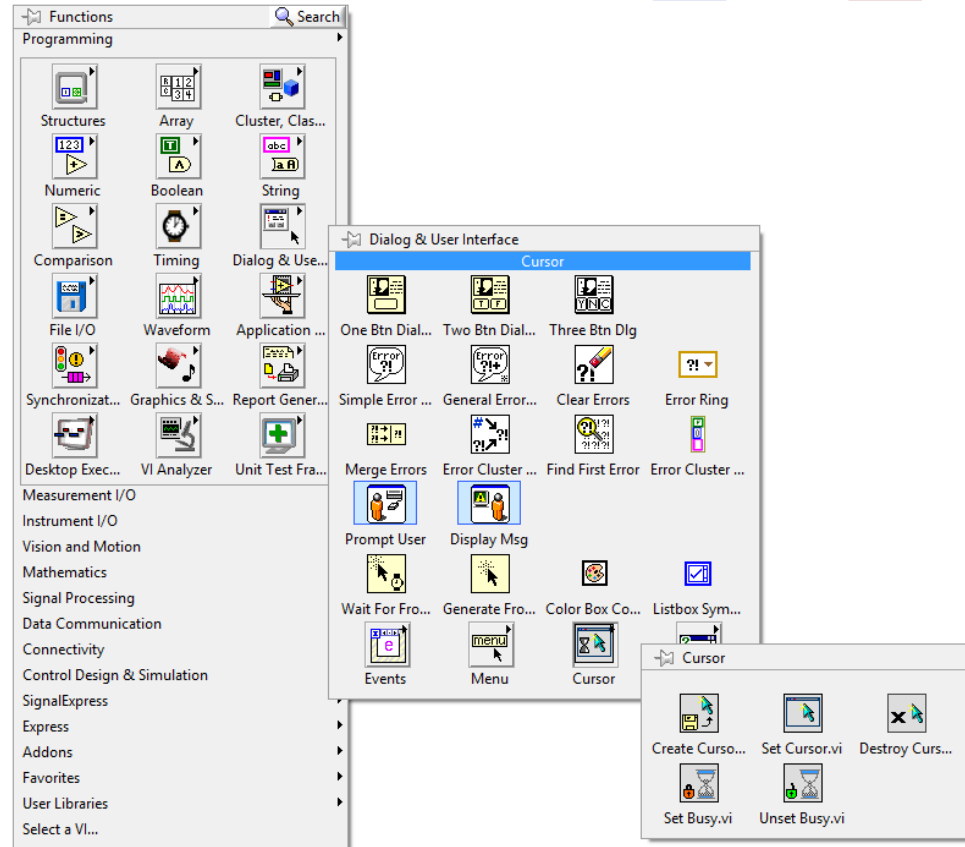 Functions
Search
Programming
Structures
Array
Cluster, Clas...
Numeric
Boolean
String
Comparison
Timing
Dialog & Use...
File I/O
Waveform
Application ...
Synchronizat...
Graphics & S...
Report Gener...
Desktop Exec...
VI Analyzer
Unit Test Fra...
Measurement I/O
Instrument I/O
Vision and Motion
Mathematics
Signal Processing
Data Communication
Connectivity
Control Design & Simulation
SignalExpress
Express
Addons
Favorites
User Libraries
Select a VI...
Dialog & User Interface
Cursor
One Btn Dial...
Two Btn Dial...
Three Btn Dlg
Simple Error ...
General Error...
Clear Errors
Error Ring
Merge Errors
Error Cluster ...
Find First Error
Error Cluster ...
Prompt User
Display Msg
Wait For Fro...
Generate Fro...
Color Box Co...
Listbox Sym...
Events
Menu
Cursor
Cursor
Create Curso...
Set Cursor.vi
Destroy Curs...
Set Busy.vi
Unset Busy.vi